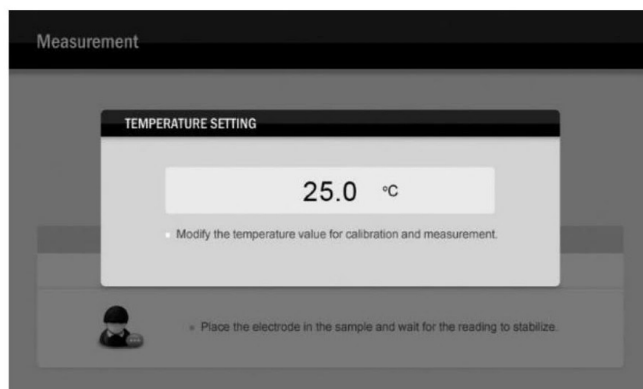 Measurement
TEMPERATURE SETTING
25.0 °C
Modify the temperature value for calibration and measurement.
Place the electrode in the sample and wait for the reading to stabilize.